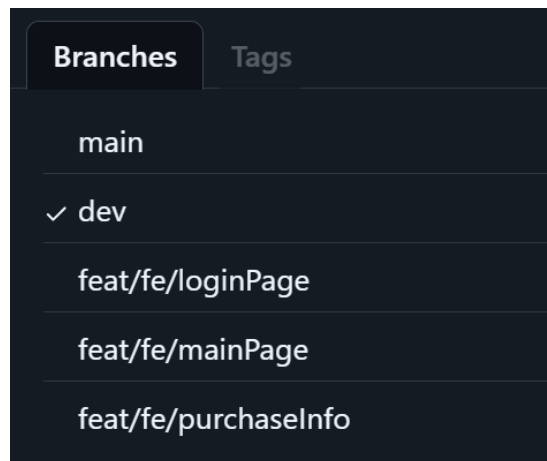 Branches Tags
main
dev
feat/fe/loginPage
feat/fe/mainPage
feat/fe/purchaseInfo